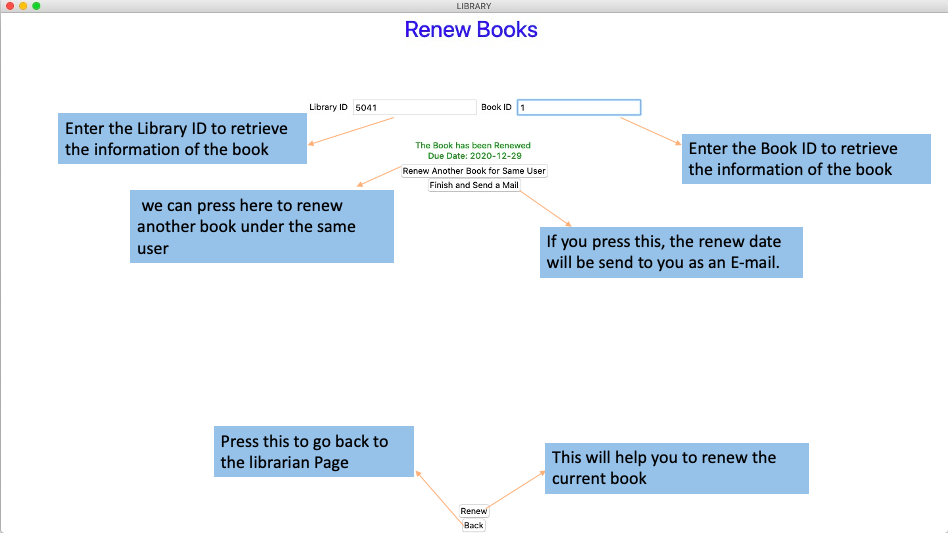 LIBRARY
Renew Books
Library ID 5041 Book ID 1
Enter the Library ID to retrieve
the information of the book
Enter the Book ID to retrieve
the information of the book
The Book has been Renewed
Due Date: 2020-12-29
Renew Another Book for Same User
Finish and Send a Mail
we can press here to renew
another book under the same
user
If you press this, the renew date
will be send to you as an E-mail.
Press this to go back to
the librarian Page
This will help you to renew the
current book
Renew
Back